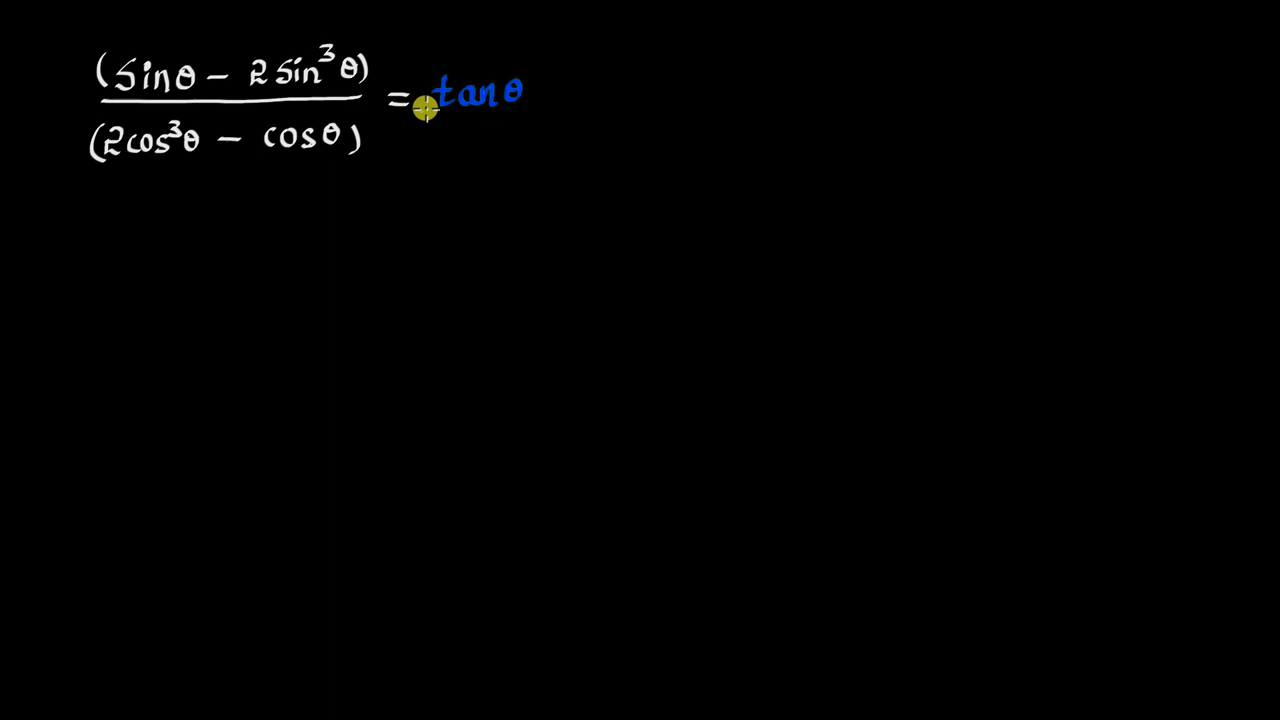 (sinθ − 2sin³θ)
(2cos³θ − cosθ) = tanθ